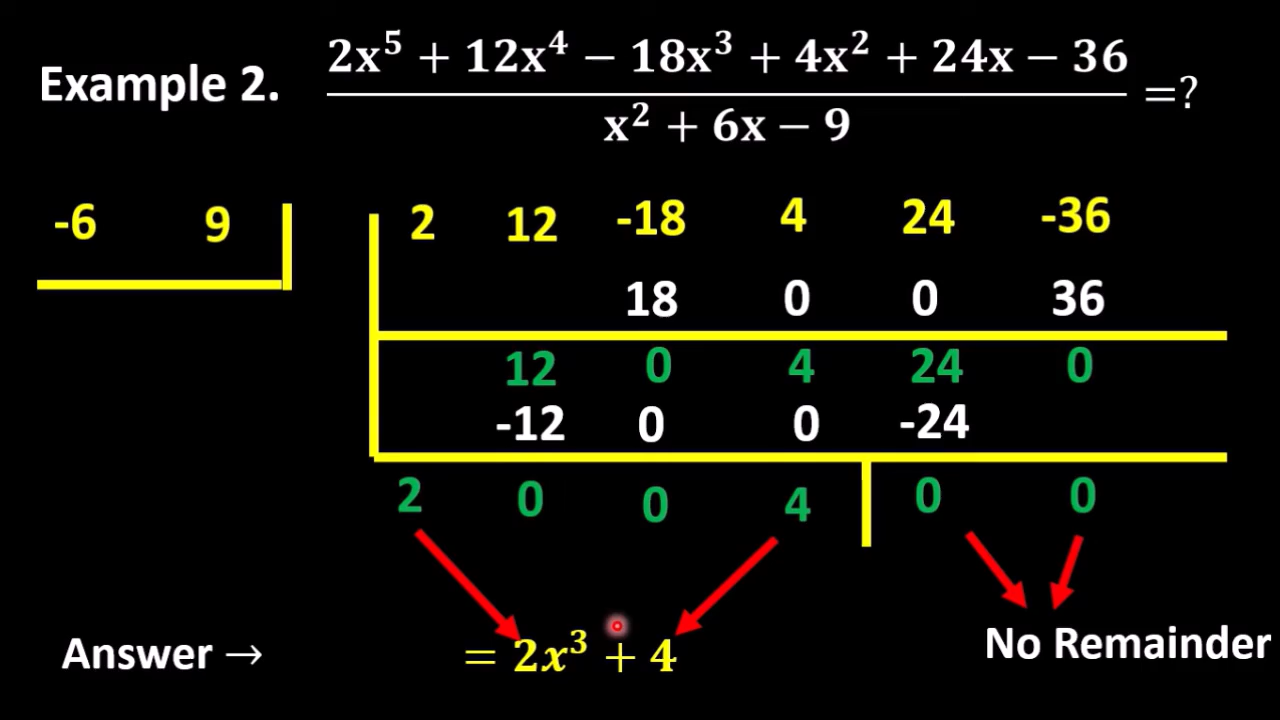 Example 2.
2x⁵ + 12x⁴ − 18x³ + 4x² + 24x − 36
x² + 6x − 9
=?
-6 9 2 12 -18 4 24 -36
18 0 0 36
12 0 4 24 0
-12 0 0 -24
2 0 0 4 0 0
Answer → = 2x³ + 4
No Remainder